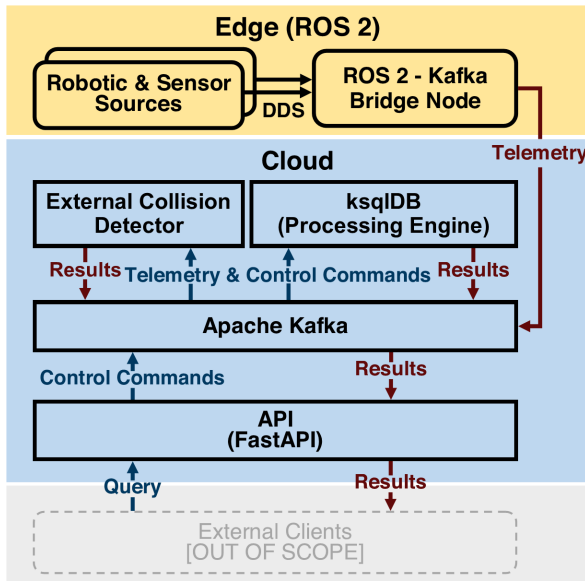 Edge (ROS 2)
Robotic & Sensor
Sources
DDS
ROS 2 - Kafka
Bridge Node
Telemetry
Cloud
External Collision
Detector
ksqlDB
(Processing Engine)
Results
Telemetry & Control Commands
Results
Apache Kafka
Control Commands
Results
API
(FastAPI)
Query
Results
External Clients
[OUT OF SCOPE]